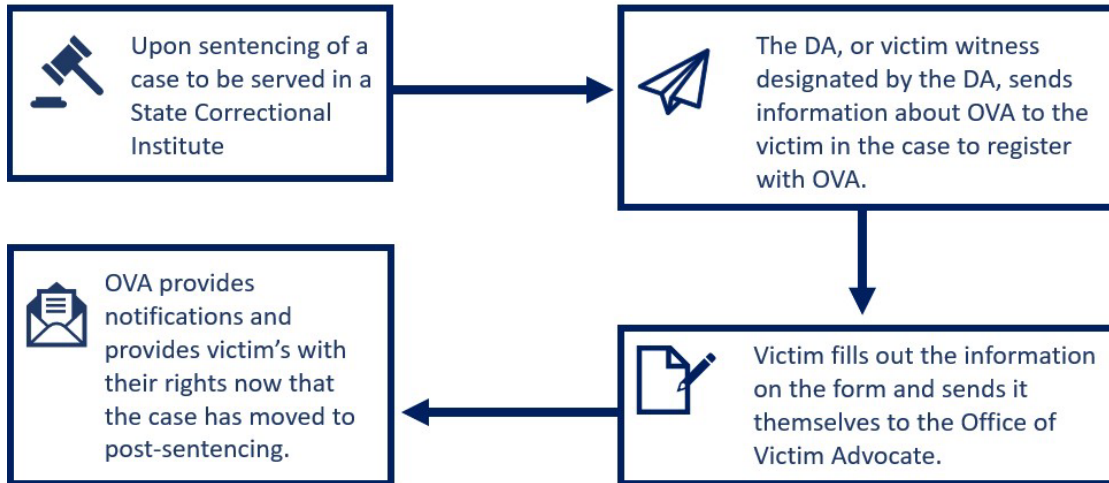 Upon sentencing of a
case to be served in a
State Correctional
Institute
The DA, or victim witness
designated by the DA, sends
information about OVA to the
victim in the case to register
with OVA.
Victim fills out the information
on the form and sends it
themselves to the Office of
Victim Advocate.
OVA provides
notifications and
provides victim’s with
their rights now that
the case has moved to
post-sentencing.